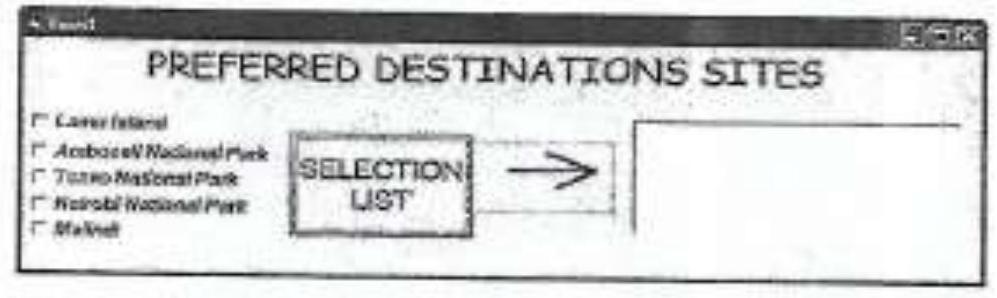 Form1
PREFERRED DESTINATIONS SITES
Lamu Island
Amboseli National Park
Tsavo National Park
Nairobi National Park
Malindi
SELECTION
LIST